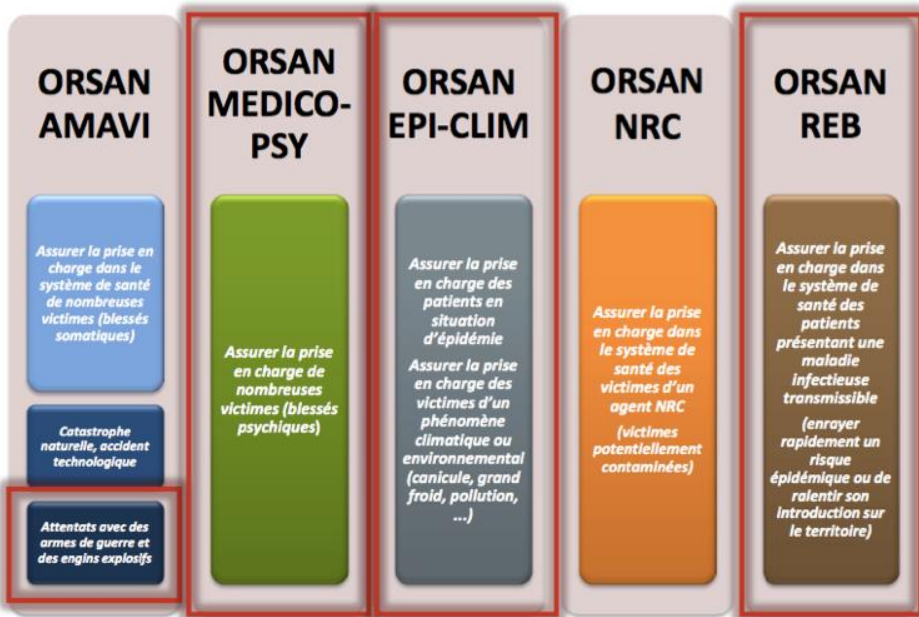 ORSAN
AMAVI
Assurer la prise en
charge dans le
système de santé
de nombreuses
victimes (blessés
somatiques)
Catastrophe
naturelle, accident
technologique
Attentats avec des
armes de guerre et
des engins explosifs
ORSAN
MEDICO-
PSY
Assurer la prise
en charge de
nombreuses
victimes (blessés
psychiques)
ORSAN
EPI-CLIM
Assurer la prise
en charge des
patients en
situation
d'épidémie
Assurer la prise
en charge des
victimes d'un
phénomène
climatique ou
environnemental
(canicule, grand
froid, pollution,
...)
ORSAN
NRC
Assurer la prise
en charge dans
le système de
santé des
victimes d'un
agent NRC
(victimes
potentiellement
contaminées)
ORSAN
REB
Assurer la prise
en charge dans
le système de
santé des
patients
présentant une
maladie
infectieuse
transmissible
(enrayer
rapidement un
risque
épidémique ou de
ralentir son
introduction sur
le territoire)